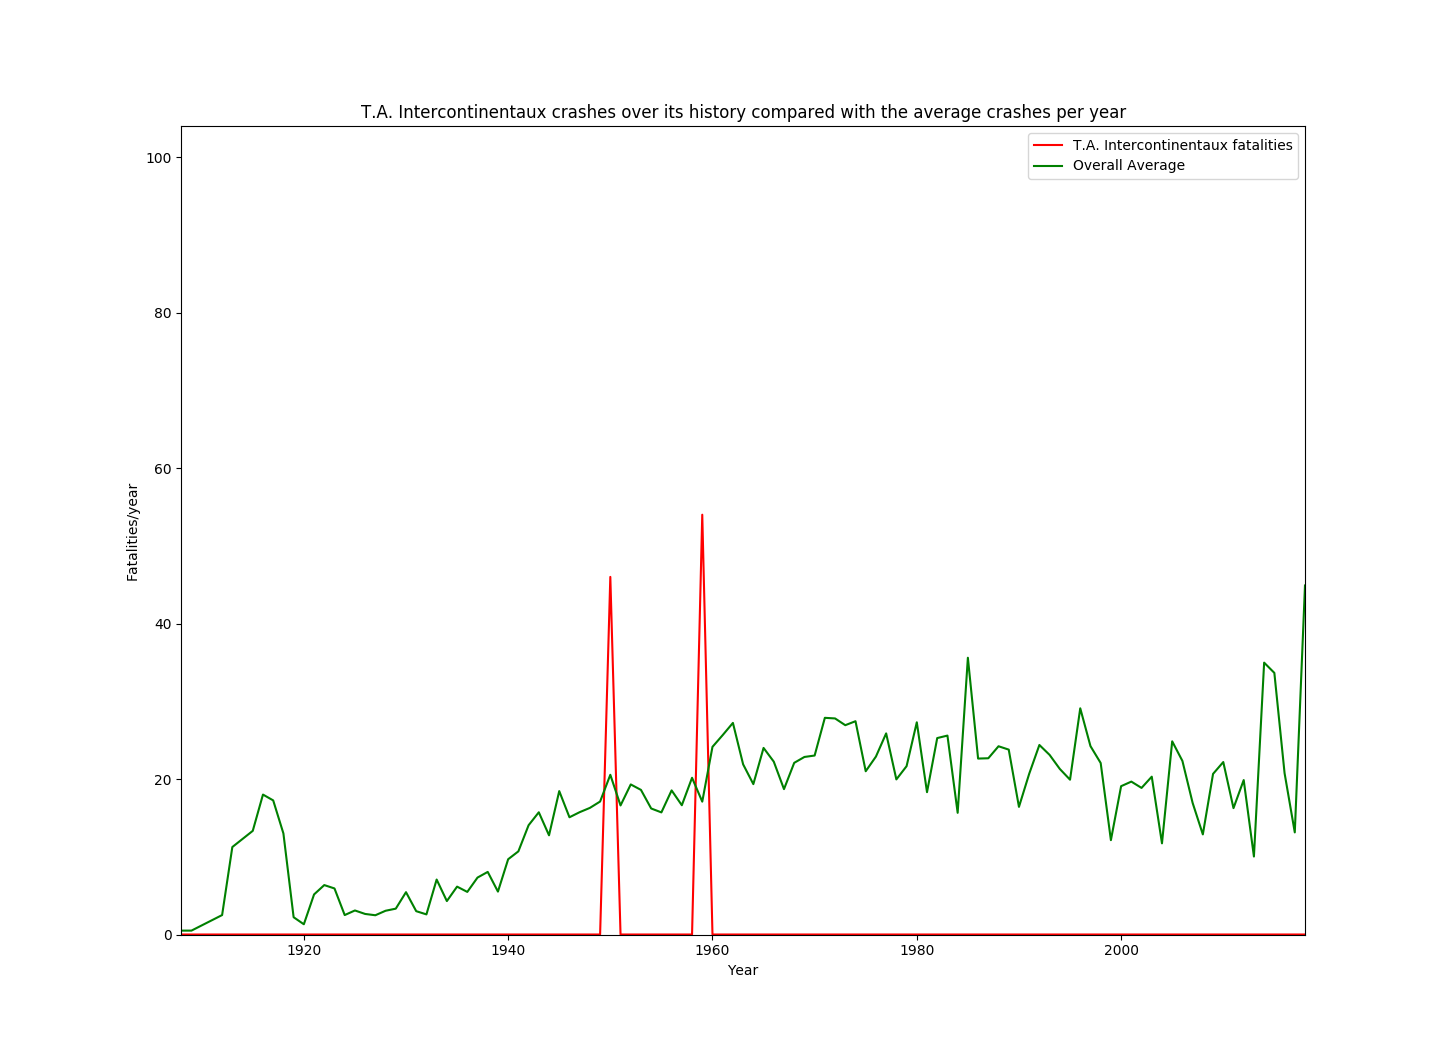 T.A. Intercontinentaux crashes over its history compared with the average crashes per year
T.A. Intercontinentaux fatalities
Overall Average
Fatalities/year
100
80
60
40
20
0
1920
1940
1960
1980
2000
Year